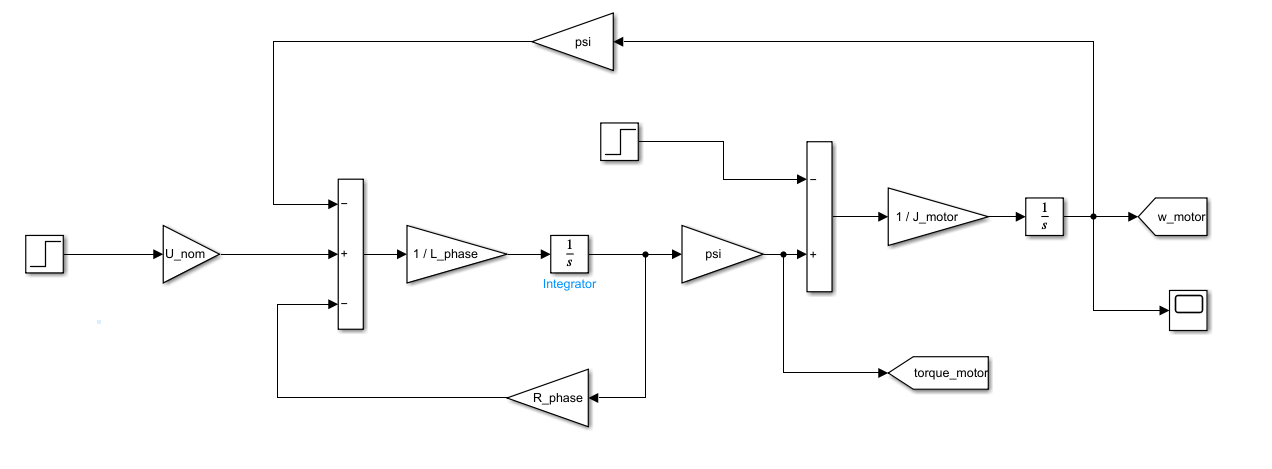 psi
−
−
1
s
1 / J_motor
w_motor
−
U_nom
+
1 / L_phase
1
s
psi
+
Integrator
−
torque_motor
R_phase